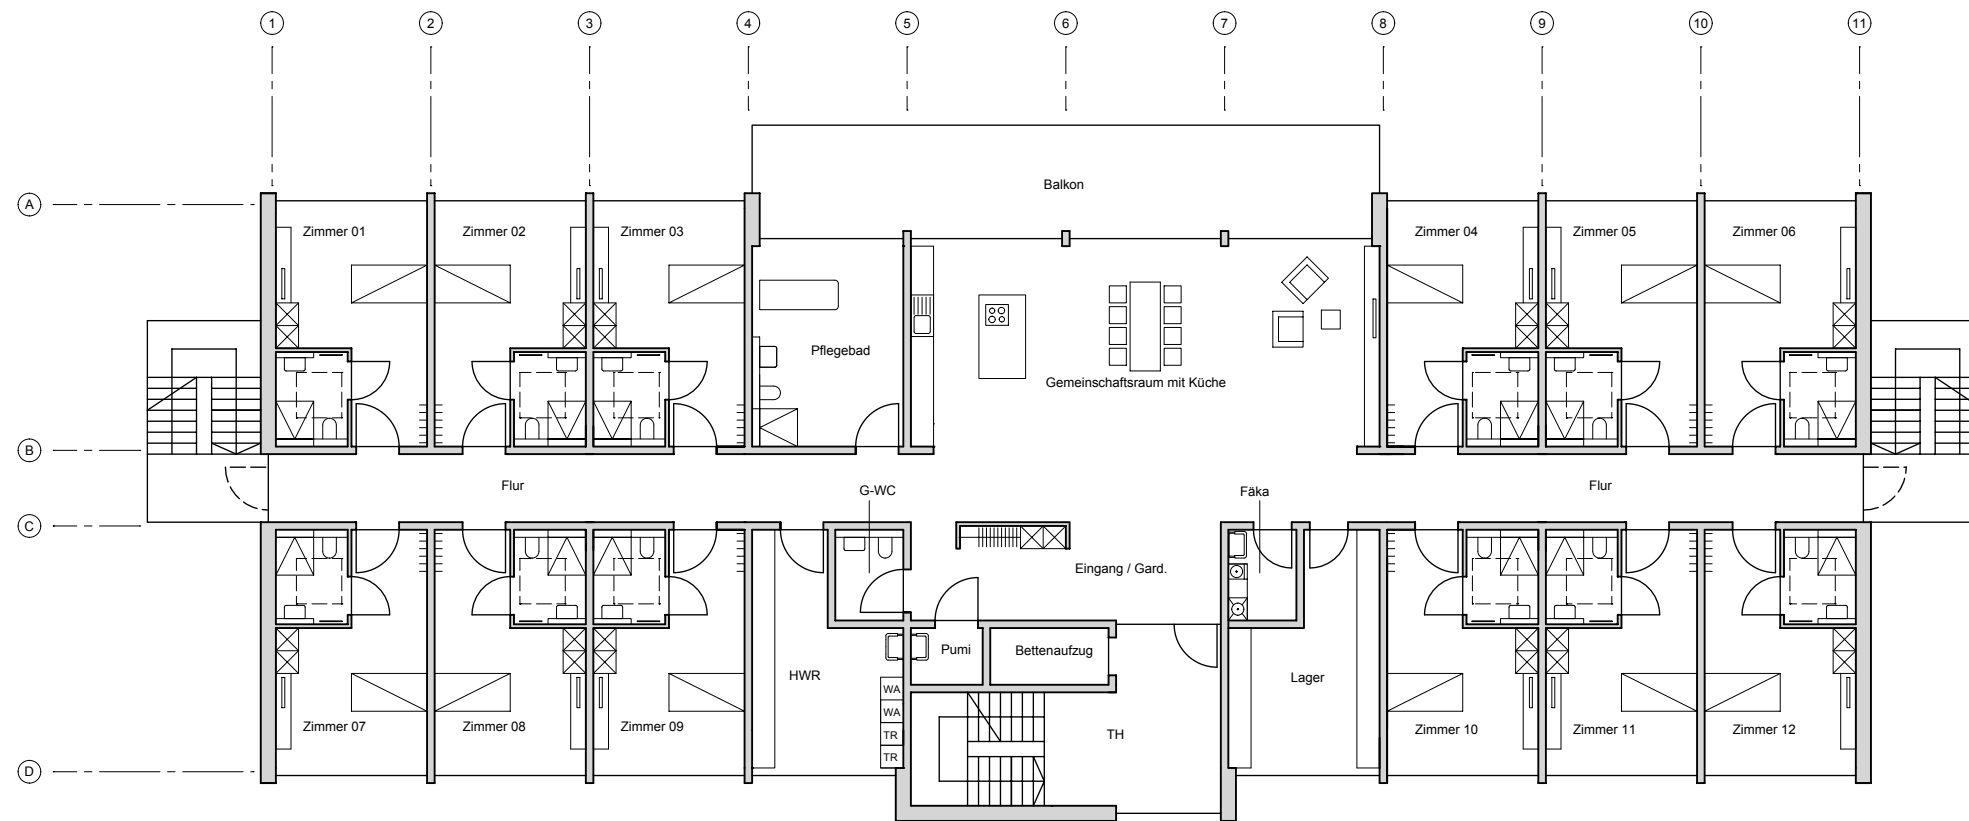 1 2 3 4 5 6 7 8 9 10 11
Balkon
A
Zimmer 01 Zimmer 02 Zimmer 03 Zimmer 04 Zimmer 05 Zimmer 06
Pflegebad
Gemeinschaftsraum mit Küche
B
Flur G-WC Fäka Flur
C
Eingang / Gard.
Pumi Bettenaufzug
HWR Lager
WA
WA
Zimmer 07 Zimmer 08 Zimmer 09 Zimmer 10 Zimmer 11 Zimmer 12
TR TH
TR
D